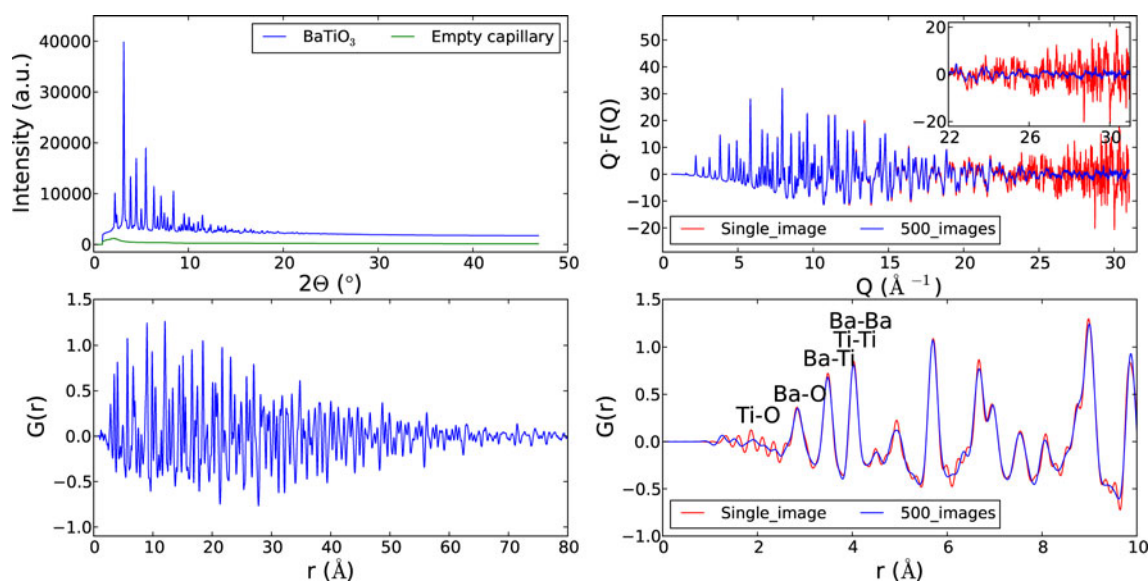 40000
30000
20000
10000
0
Intensity (a.u.)
BaTiO₃ Empty capillary
0 10 20 30 40 50
2Θ (°)
50
40
30
20
10
0
−10
−20
Q· F(Q)
20
0
−20
22 24 26 28 30
Single_image 500_images
0 5 10 15 20 25 30
Q (Å ⁻¹)
1.5
1.0
0.5
0.0
−0.5
−1.0
G(r)
0 10 20 30 40 50 60 70 80
r (Å)
1.5
1.0
0.5
0.0
−0.5
−1.0
G(r)
Ba-Ba
Ti-Ti
Ba-Ti
Ba-O
Ti-O
Single_image 500_images
0 2 4 6 8 10
r (Å)